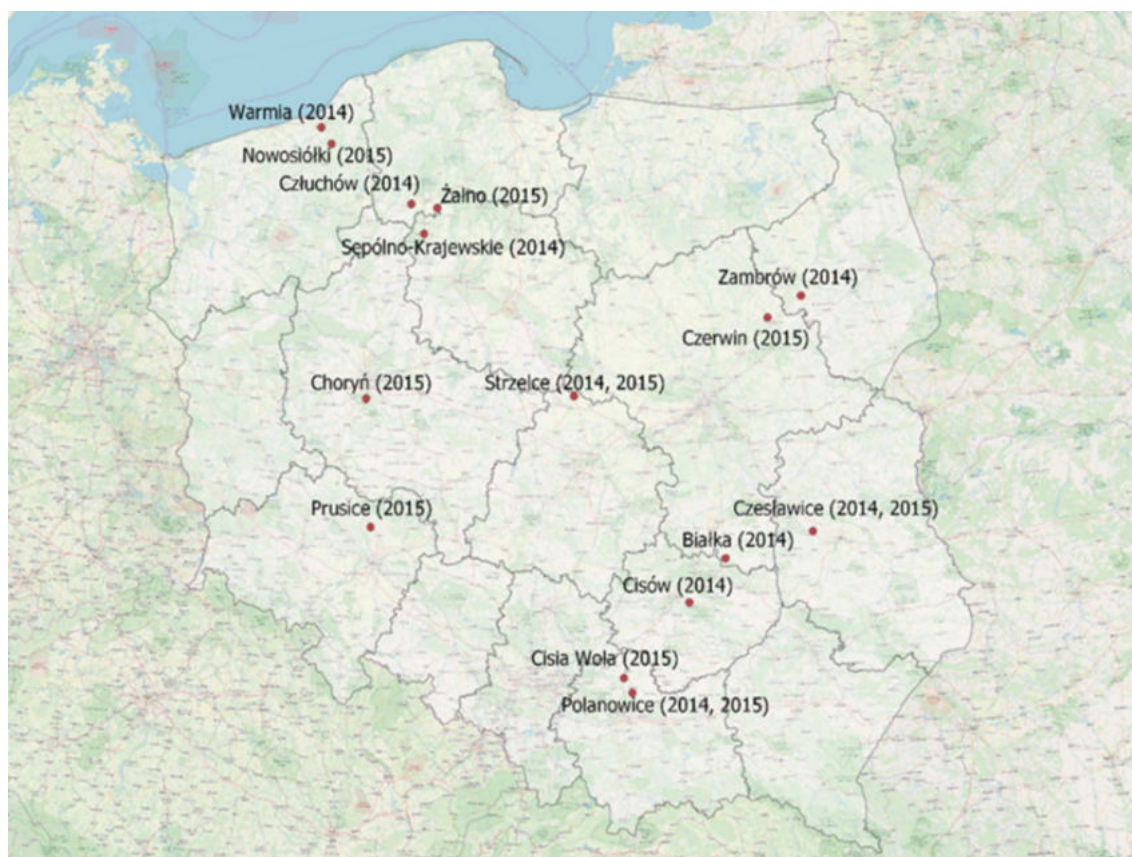 Warmia (2014)
Nowosiółki (2015)
Człuchów (2014)
Żalno (2015)
Sępólno-Krajewskie (2014)
Zambrów (2014)
Czerwin (2015)
Choryń (2015)
Strzelce (2014, 2015)
Prusice (2015)
Czesławice (2014, 2015)
Białka (2014)
Cisów (2014)
Cisia Wola (2015)
Polanowice (2014, 2015)